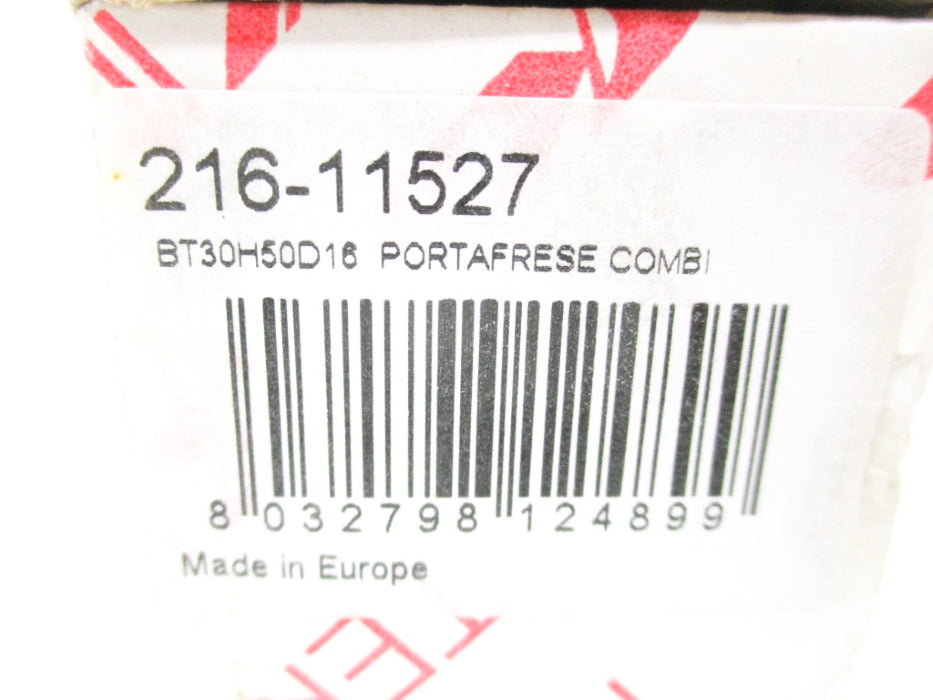 216-11527
BT30H50D16 PORTAFRESE COMBI
8 032798 124899
Made in Europe